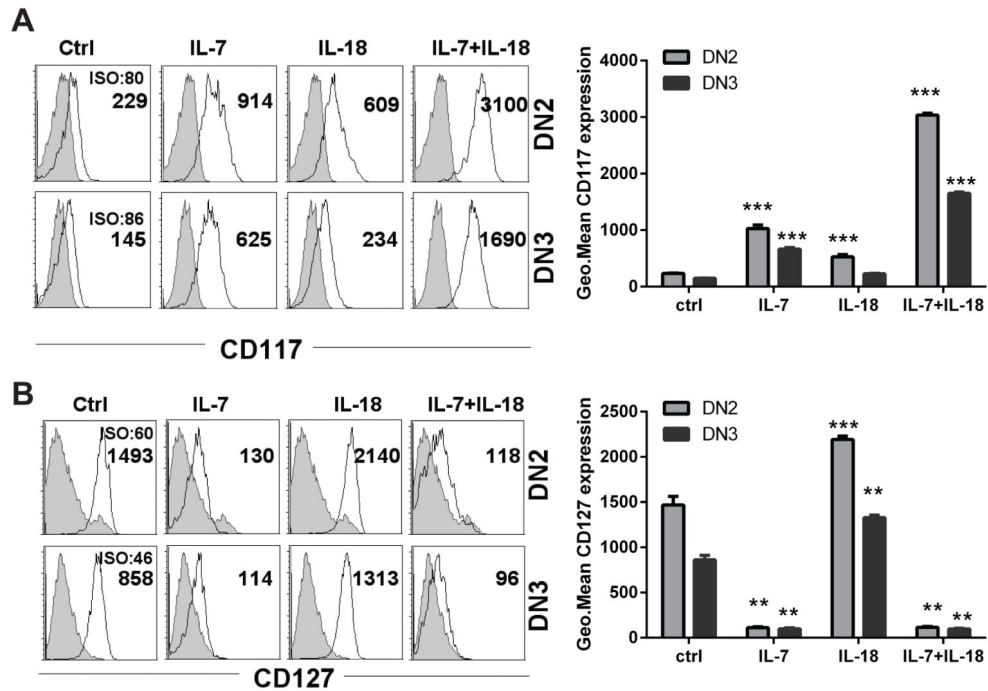 A
Ctrl IL-7 IL-18 IL-7+IL-18
ISO:80
229 914 609 3100
DN2
ISO:86
145 625 234 1690
DN3
CD117
Geo.Mean CD117 expression
4000
3000
2000
1000
0
DN2
DN3
*** *** *** *** ***
ctrl IL-7 IL-18 IL-7+IL-18
B
Ctrl IL-7 IL-18 IL-7+IL-18
ISO:60
1493 130 2140 118
DN2
ISO:46
858 114 1313 96
DN3
CD127
Geo.Mean CD127 expression
2500
2000
1500
1000
500
0
DN2
DN3
** ** *** ** ** **
ctrl IL-7 IL-18 IL-7+IL-18